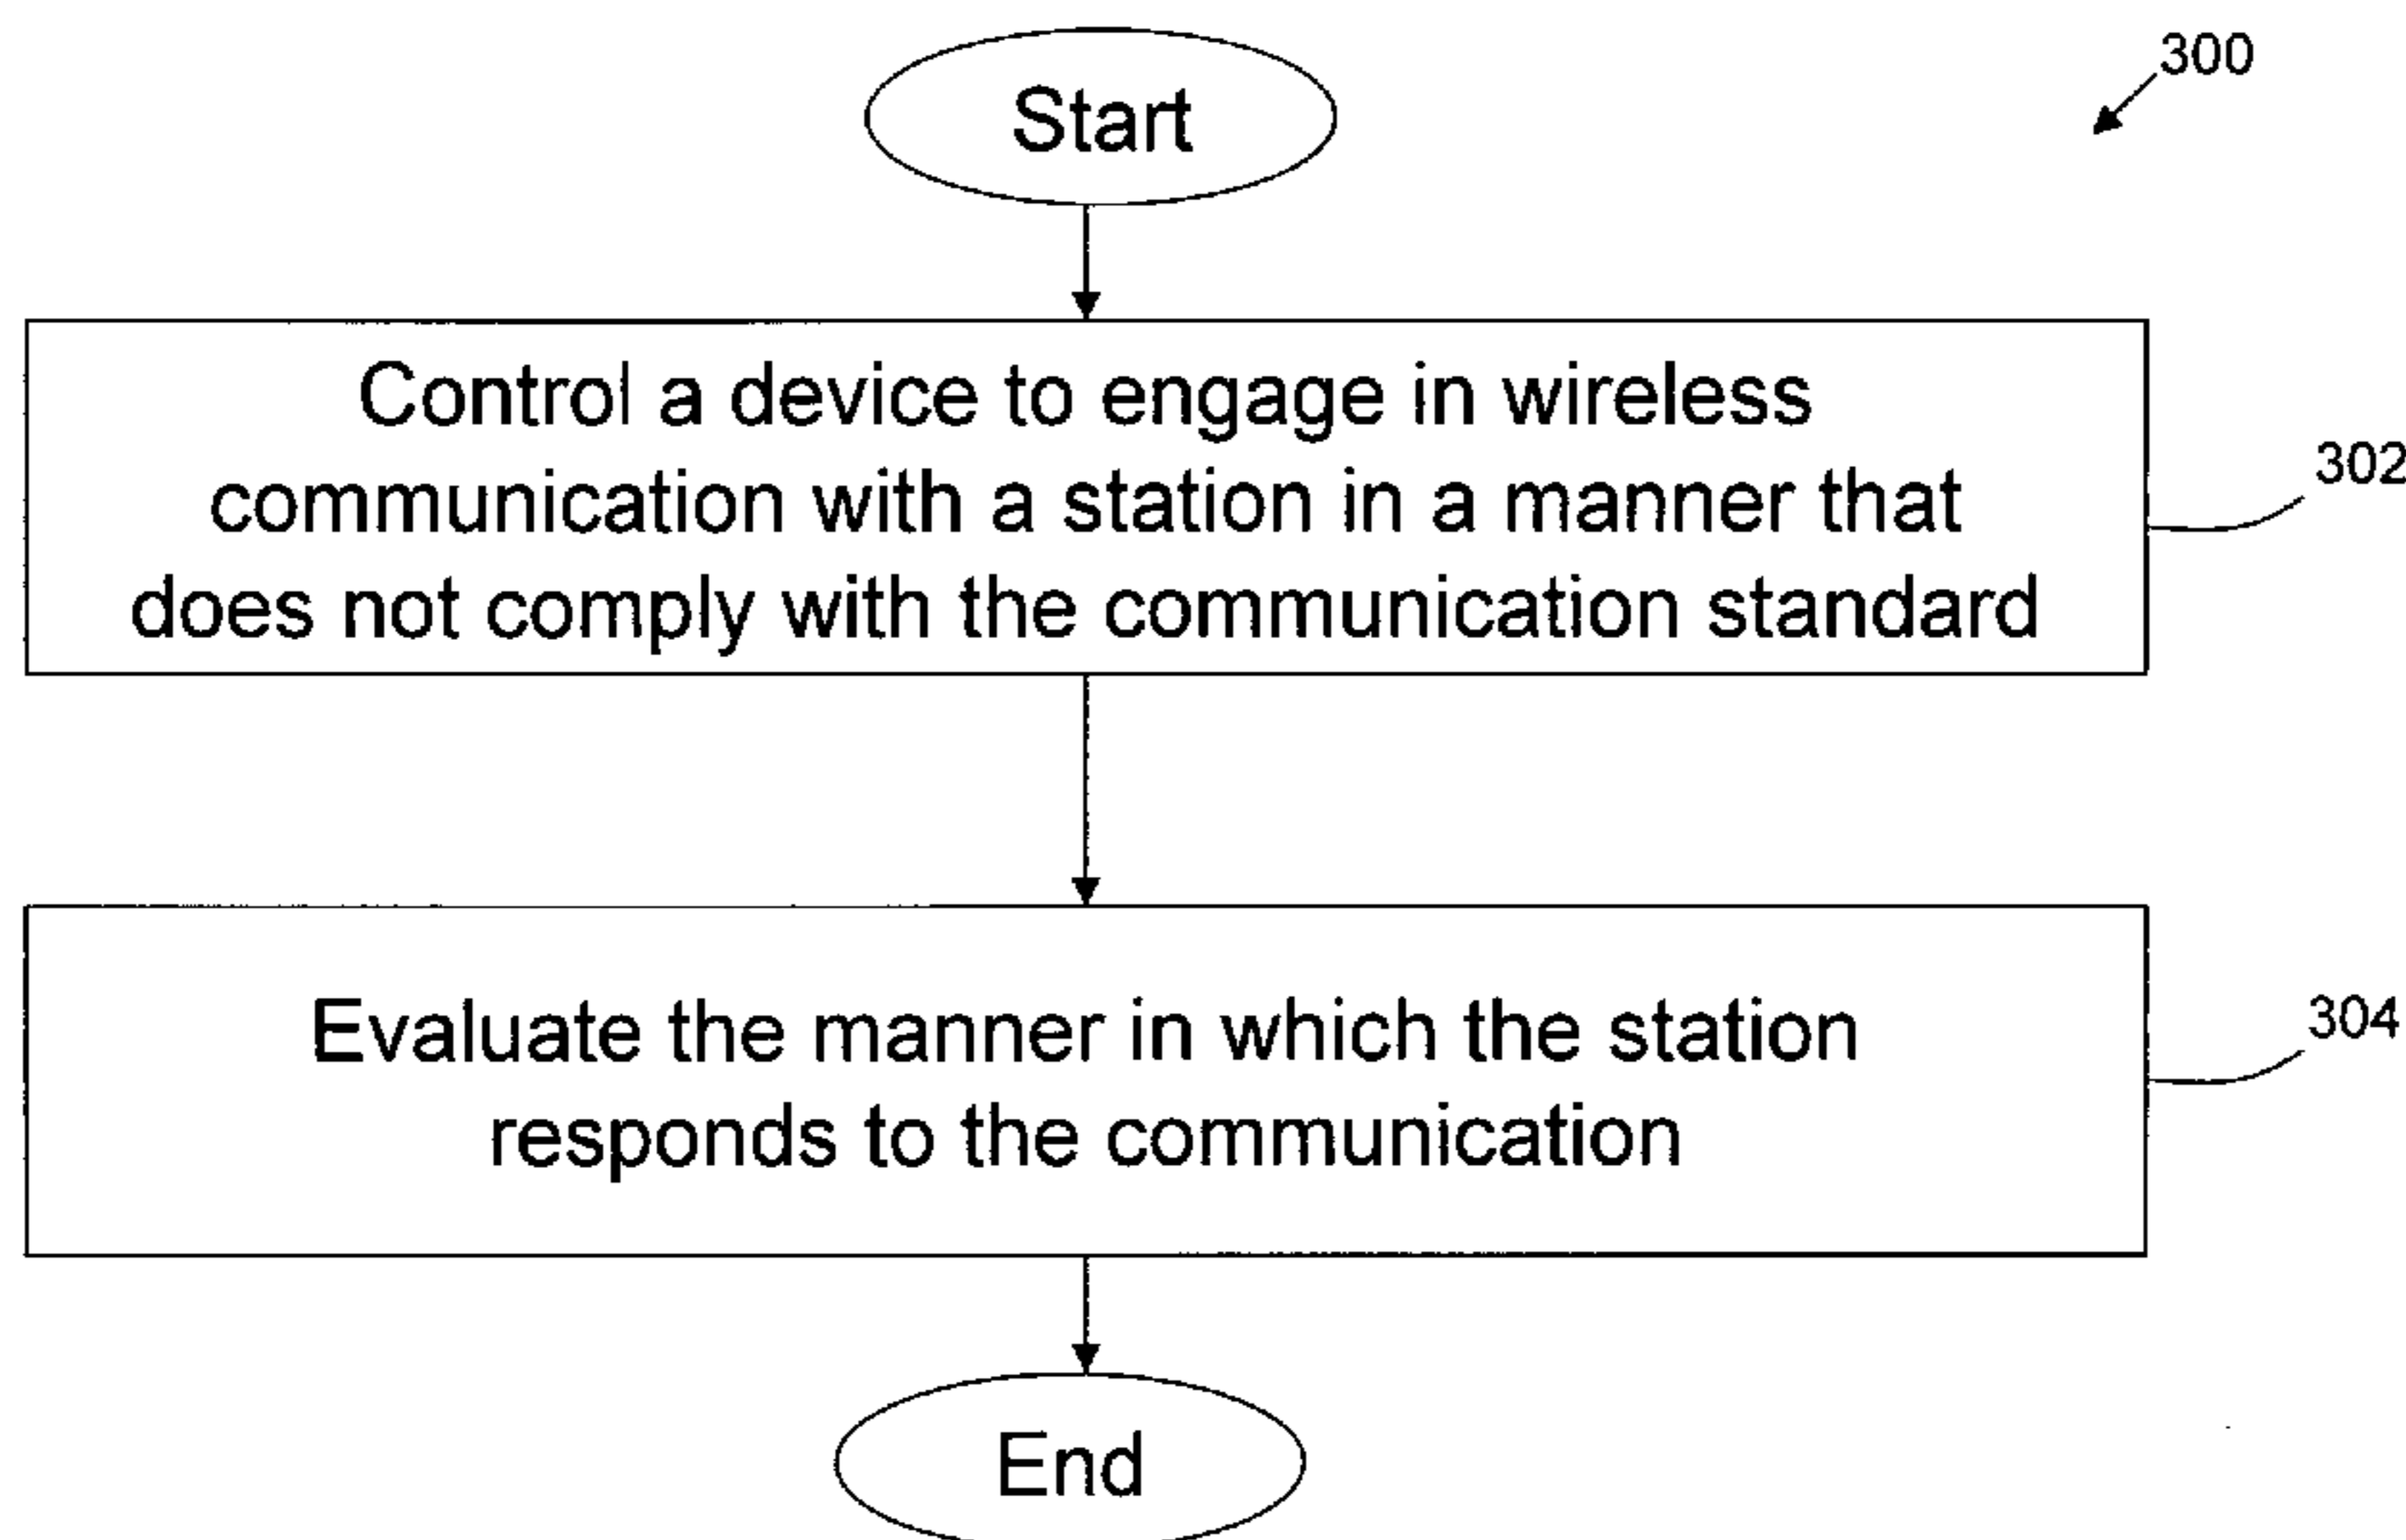 Start
300
Control a device to engage in wireless
communication with a station in a manner that
does not comply with the communication standard
302
Evaluate the manner in which the station
responds to the communication
304
End